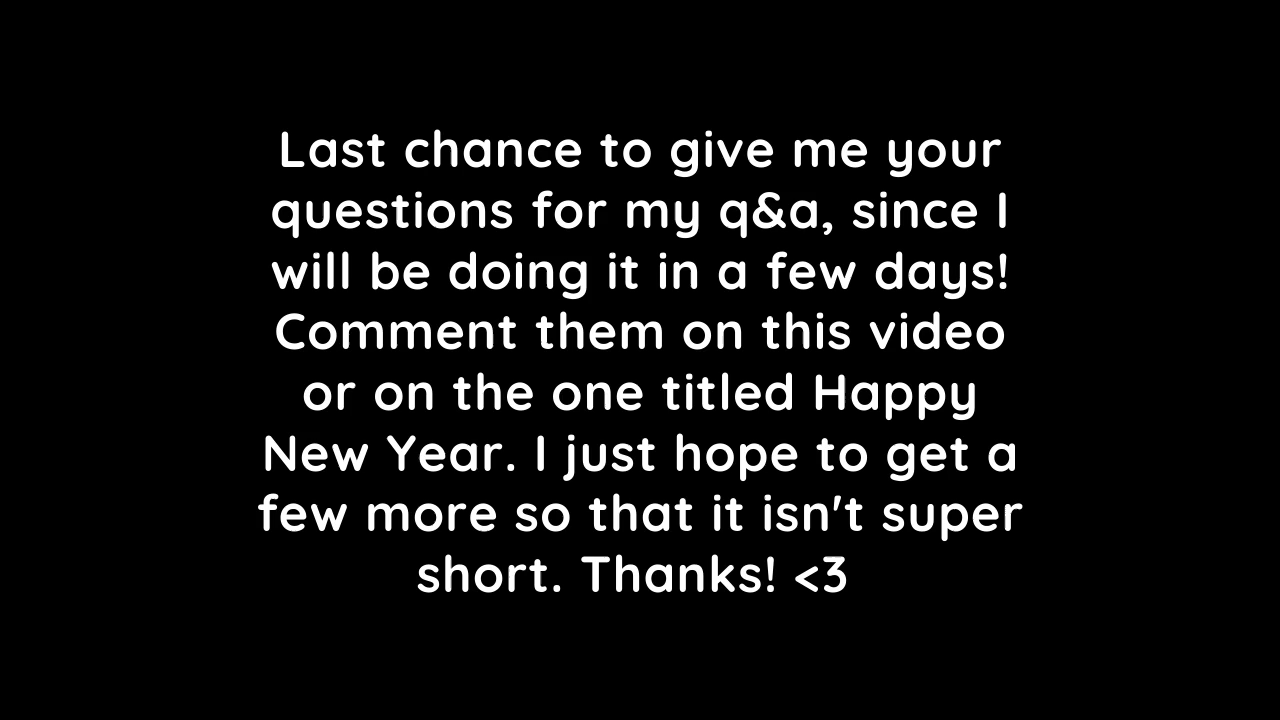 Last chance to give me your
questions for my q&a, since I
will be doing it in a few days!
Comment them on this video
or on the one titled Happy
New Year. I just hope to get a
few more so that it isn't super
short. Thanks! <3